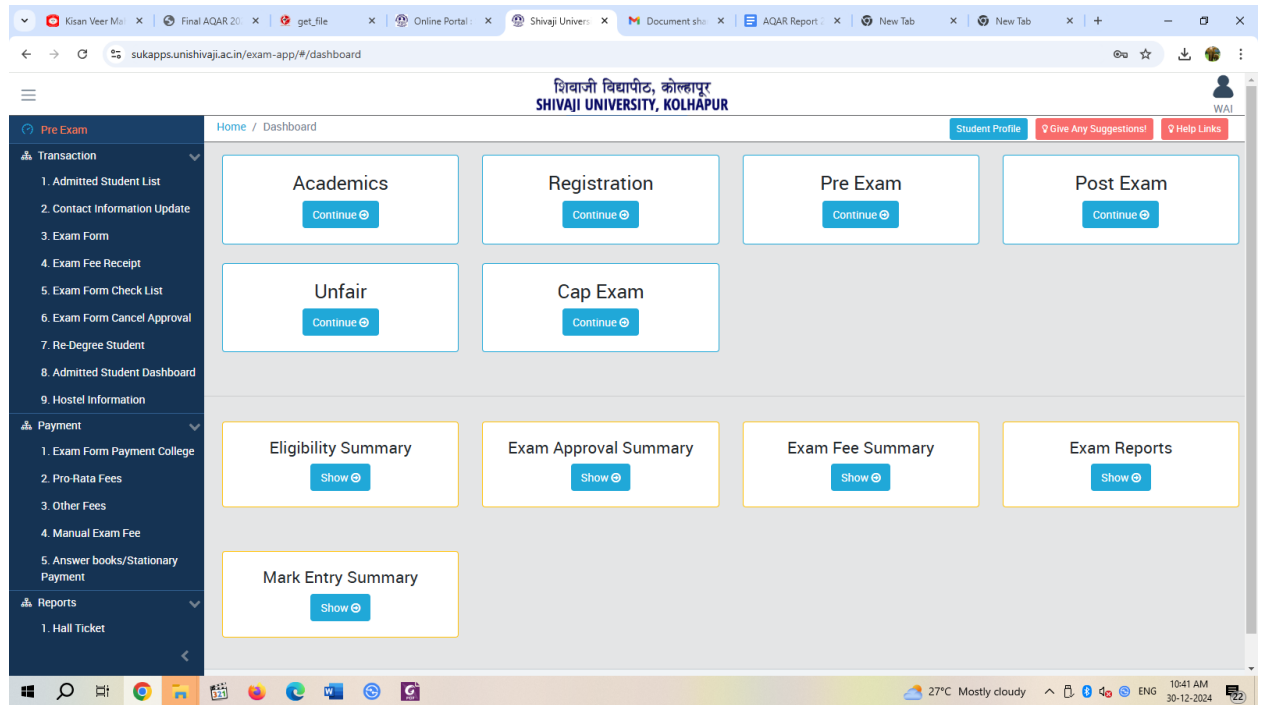 Kisan Veer Mal
Final AQAR 20
get_file
Online Portal
Shivaji Univers
Document sha
AQAR Report
New Tab
New Tab
sukapps.unishivaji.ac.in/exam-app/#/dashboard
शिवाजी विद्यापीठ, कोल्हापूर
SHIVAJI UNIVERSITY, KOLHAPUR
WAI
Pre Exam
Home / Dashboard
Student Profile
Give Any Suggestions!
Help Links
Transaction
1. Admitted Student List
2. Contact Information Update
3. Exam Form
4. Exam Fee Receipt
5. Exam Form Check List
6. Exam Form Cancel Approval
7. Re-Degree Student
8. Admitted Student Dashboard
9. Hostel Information
Payment
1. Exam Form Payment College
2. Pro-Rata Fees
3. Other Fees
4. Manual Exam Fee
5. Answer books/Stationary
Payment
Reports
1. Hall Ticket
Academics
Continue
Registration
Continue
Pre Exam
Continue
Post Exam
Continue
Unfair
Continue
Cap Exam
Continue
Eligibility Summary
Show
Exam Approval Summary
Show
Exam Fee Summary
Show
Exam Reports
Show
Mark Entry Summary
Show
27°C Mostly cloudy
ENG
10:41 AM
30-12-2024
22